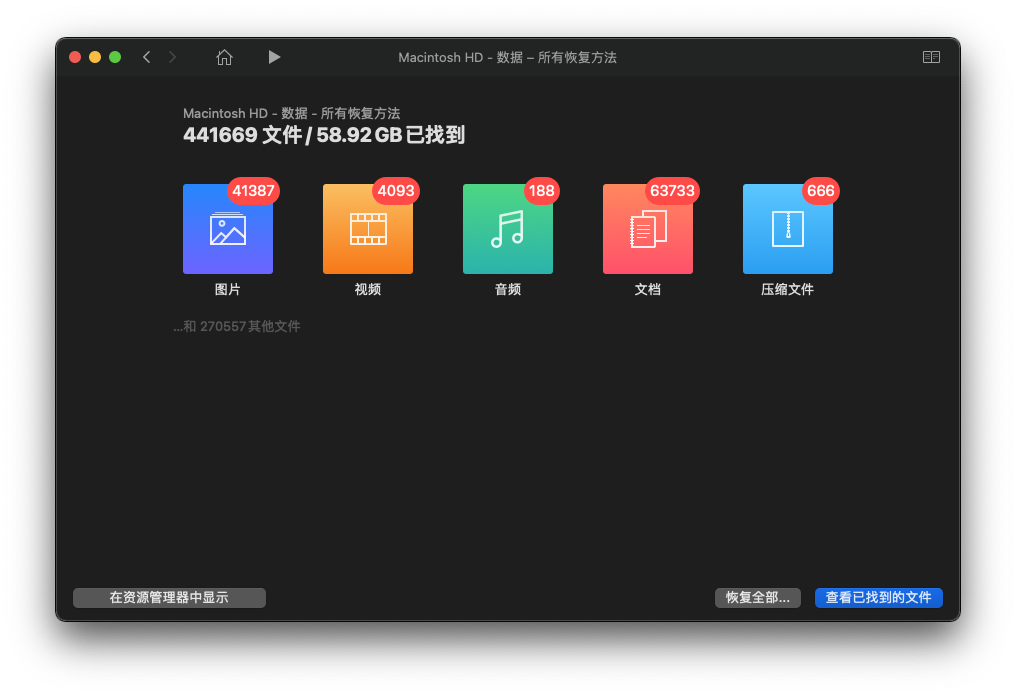 Macintosh HD - 数据 – 所有恢复方法
Macintosh HD - 数据 - 所有恢复方法
441669 文件 / 58.92 GB 已找到
41387
4093
188
63733
666
图片
视频
音频
文档
压缩文件
...和 270557 其他文件
在资源管理器中显示
恢复全部...
查看已找到的文件